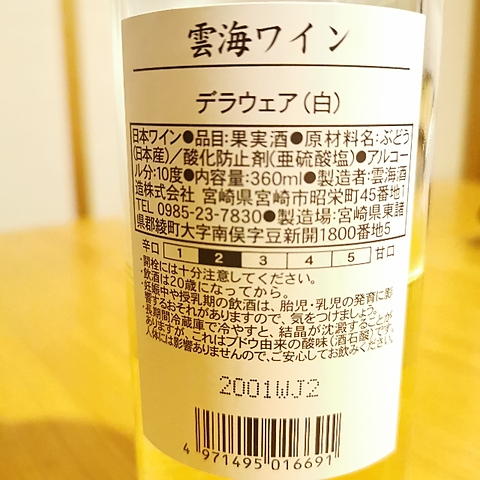 雲海ワイン
デラウェア(白)
日本ワイン●品目:果実酒●原材料名:ぶどう
(日本産)/酸化防止剤(亜硫酸塩)●アルコー
ル分:10度●内容量:360ml●製造者:雲海酒
造株式会社 宮崎県宮崎市昭栄町45番地1
TEL 0985-23-7830●製造場:宮崎県東諸
県郡綾町大字南俣字豆新開1800番地5
辛口 1 2 3 4 5 甘口
・開栓には十分注意してください。
・飲酒は20歳になってから。
・妊娠中や授乳期の飲酒は、胎児・乳児の発育に影
響するおそれがありますので、気をつけましょう。
・長期間冷蔵庫で冷やすと、結晶が沈澱することが
ありますが、これはブドウ由来の酸味(酒石酸)です。
人体には影響ありませんので、ご安心してお飲みください。
2001WJ2
4 971495 016691